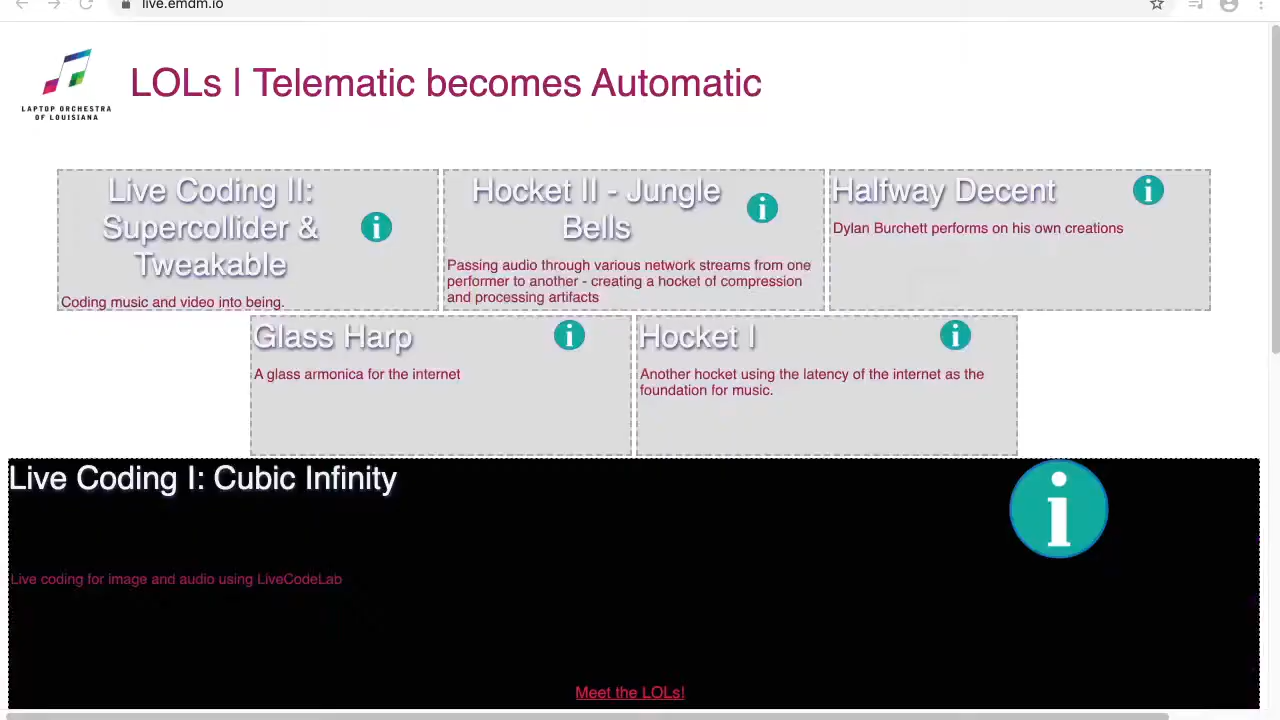 live.emdm.io
LAPTOP ORCHESTRA
OF LOUISIANA
LOLs | Telematic becomes Automatic
Live Coding II:
Supercollider &
Tweakable
i
Coding music and video into being.
Hocket II - Jungle
Bells
i
Passing audio through various network streams from one
performer to another - creating a hocket of compression
and processing artifacts
Halfway Decent
i
Dylan Burchett performs on his own creations
Glass Harp
i
A glass armonica for the internet
Hocket I
i
Another hocket using the latency of the internet as the
foundation for music.
Live Coding I: Cubic Infinity
i
Live coding for image and audio using LiveCodeLab
Meet the LOLs!